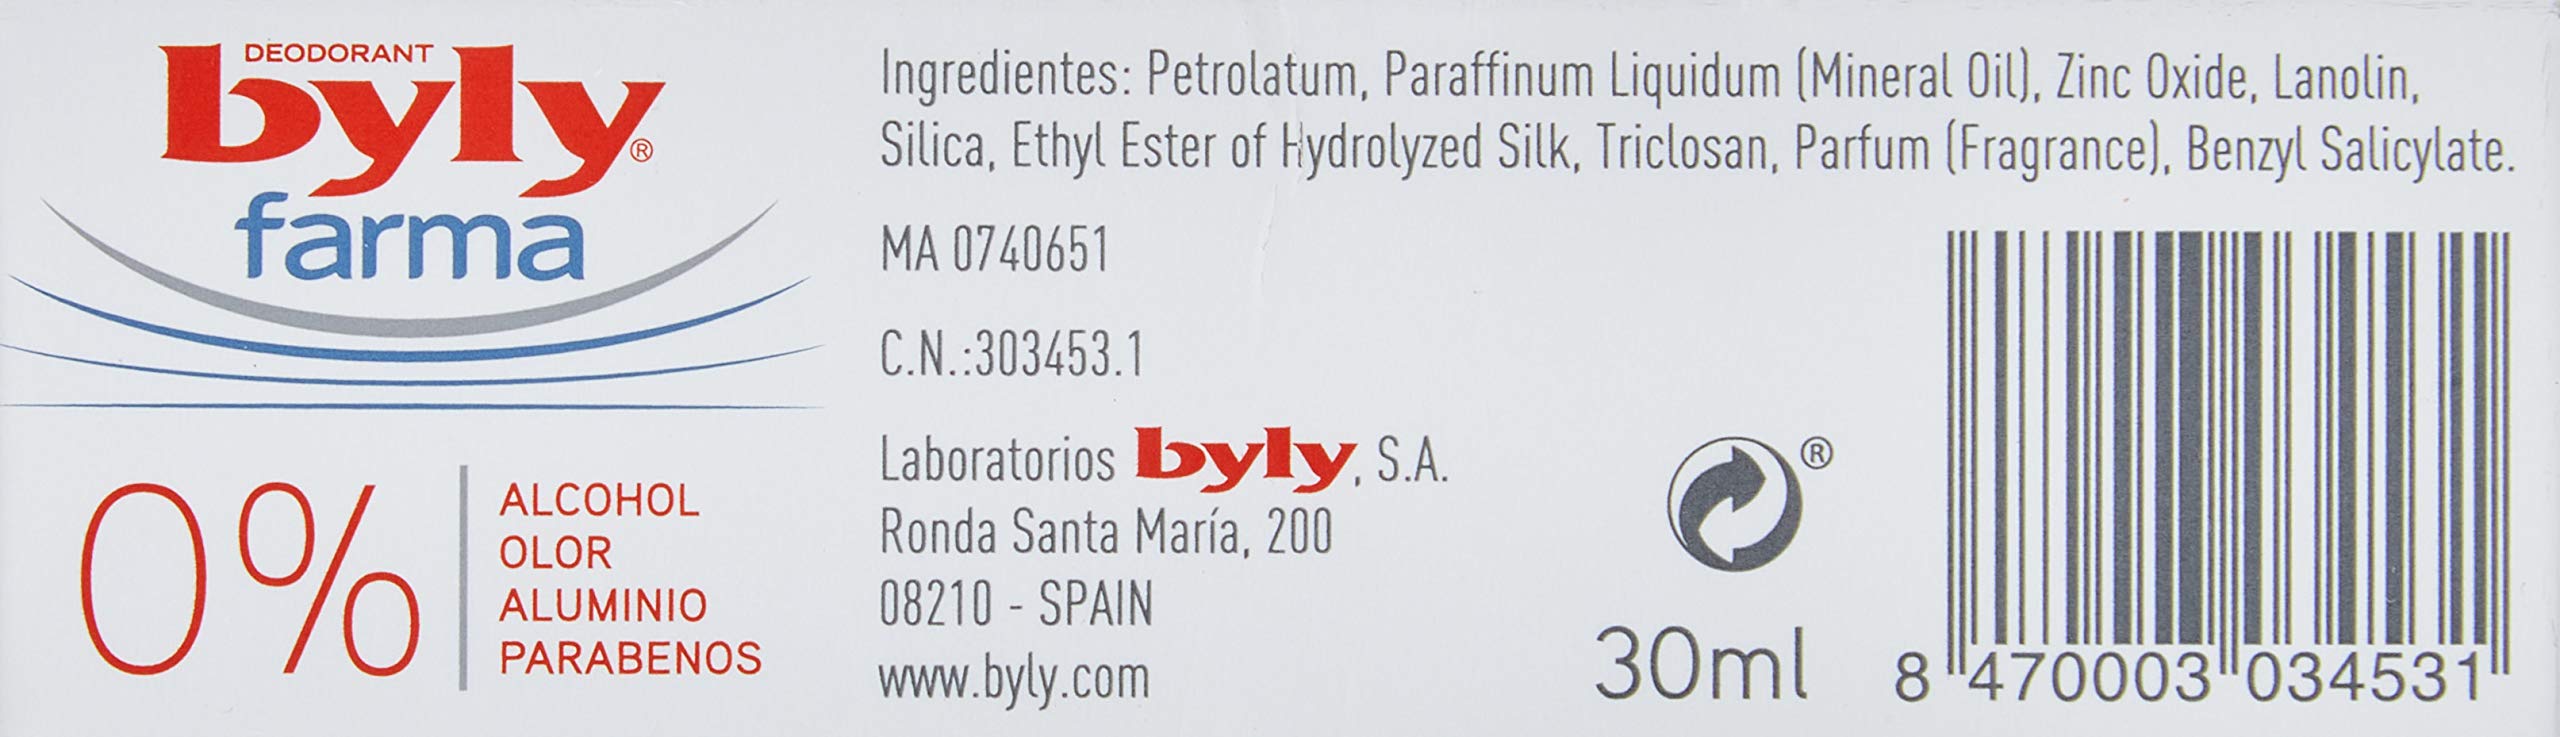 DEODORANT
byly®
farma
0%
ALCOHOL
OLOR
ALUMINIO
PARABENOS
Ingredientes: Petrolatum, Paraffinum Liquidum (Mineral Oil), Zinc Oxide, Lanolin,
Silica, Ethyl Ester of Hydrolyzed Silk, Triclosan, Parfum (Fragrance), Benzyl Salicylate.
MA 0740651
C.N.:303453.1
Laboratorios byly, S.A.
Ronda Santa María, 200
08210 - SPAIN
www.byly.com
®
30ml
8 470003 034531